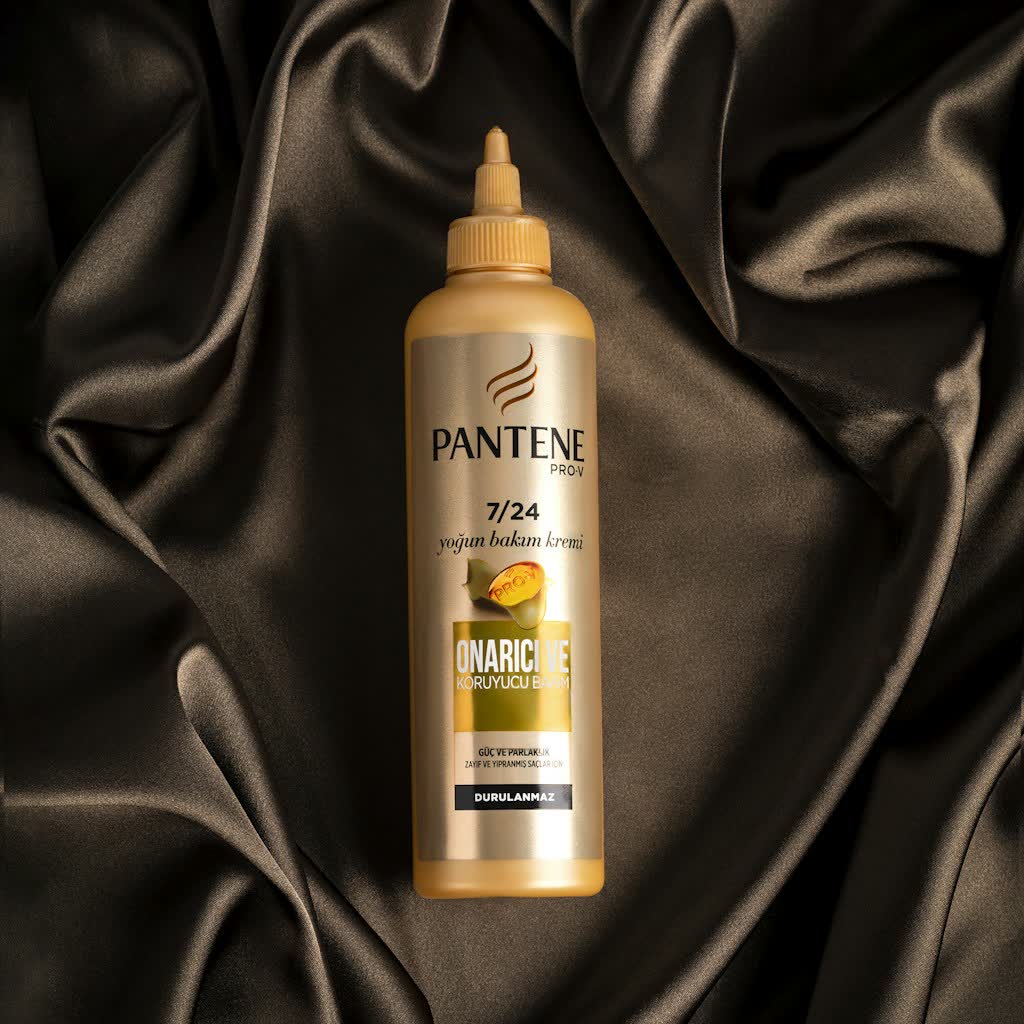 PANTENE
PRO-V
7/24
yoğun bakım kremi
PRO-V
ONARICI VE
KORUYUCU BAKIM
GÜÇ VE PARLAKLIK
ZAYIF VE YIPRANMIŞ SAÇLAR İÇİN
DURULANMAZ